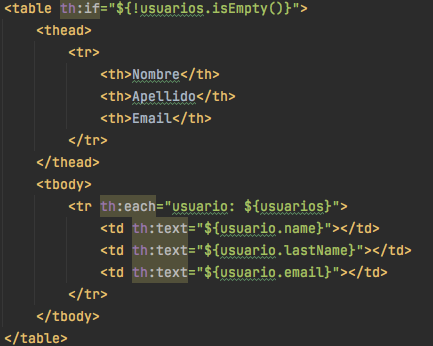 <table th:if="${!usuarios.isEmpty()}">
    <thead>
        <tr>
            <th>Nombre</th>
            <th>Apellido</th>
            <th>Email</th>
        </tr>
    </thead>
    <tbody>
        <tr th:each="usuario: ${usuarios}">
            <td th:text="${usuario.name}"></td>
            <td th:text="${usuario.lastName}"></td>
            <td th:text="${usuario.email}"></td>
        </tr>
    </tbody>
</table>